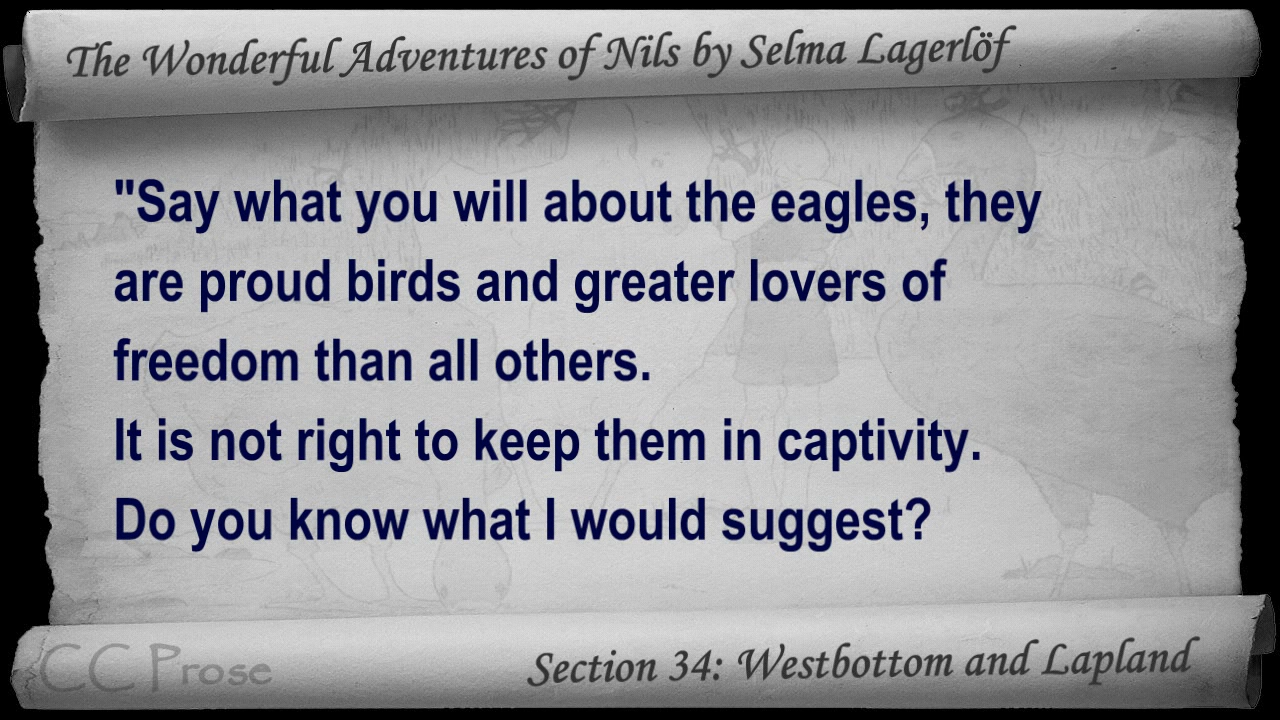 The Wonderful Adventures of Nils by Selma Lagerlöf
"Say what you will about the eagles, they
are proud birds and greater lovers of
freedom than all others.
It is not right to keep them in captivity.
Do you know what I would suggest?
CC Prose
Section 34: Westbottom and Lapland